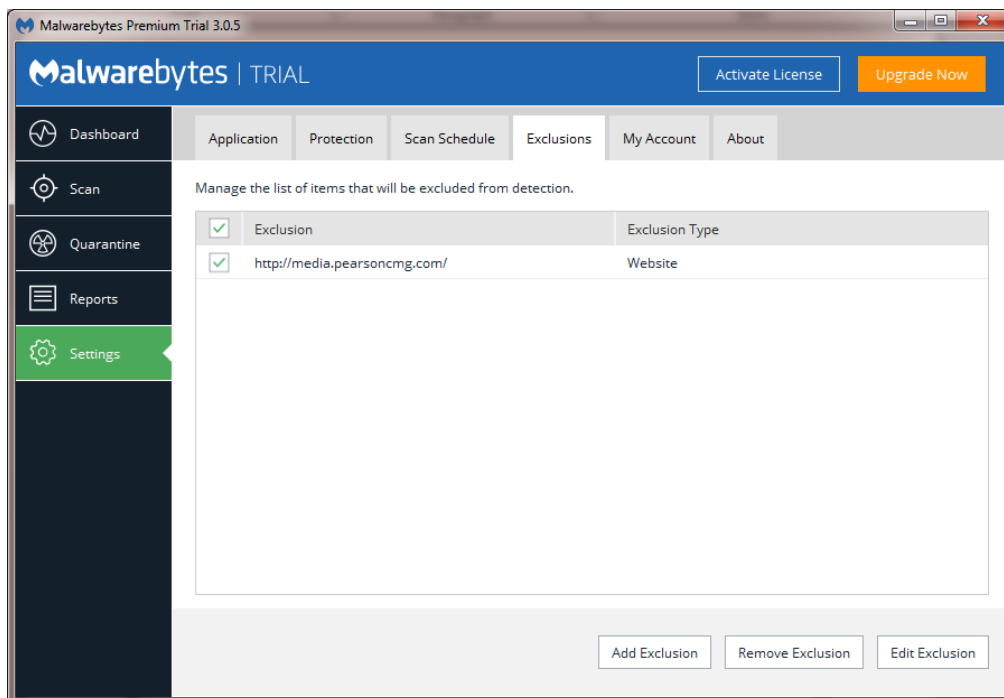 Malwarebytes Premium Trial 3.0.5
Malwarebytes | TRIAL
Activate License
Upgrade Now
Dashboard
Scan
Quarantine
Reports
Settings
Application
Protection
Scan Schedule
Exclusions
My Account
About
Manage the list of items that will be excluded from detection.
Exclusion
Exclusion Type
http://media.pearsoncmg.com/
Website
Add Exclusion
Remove Exclusion
Edit Exclusion